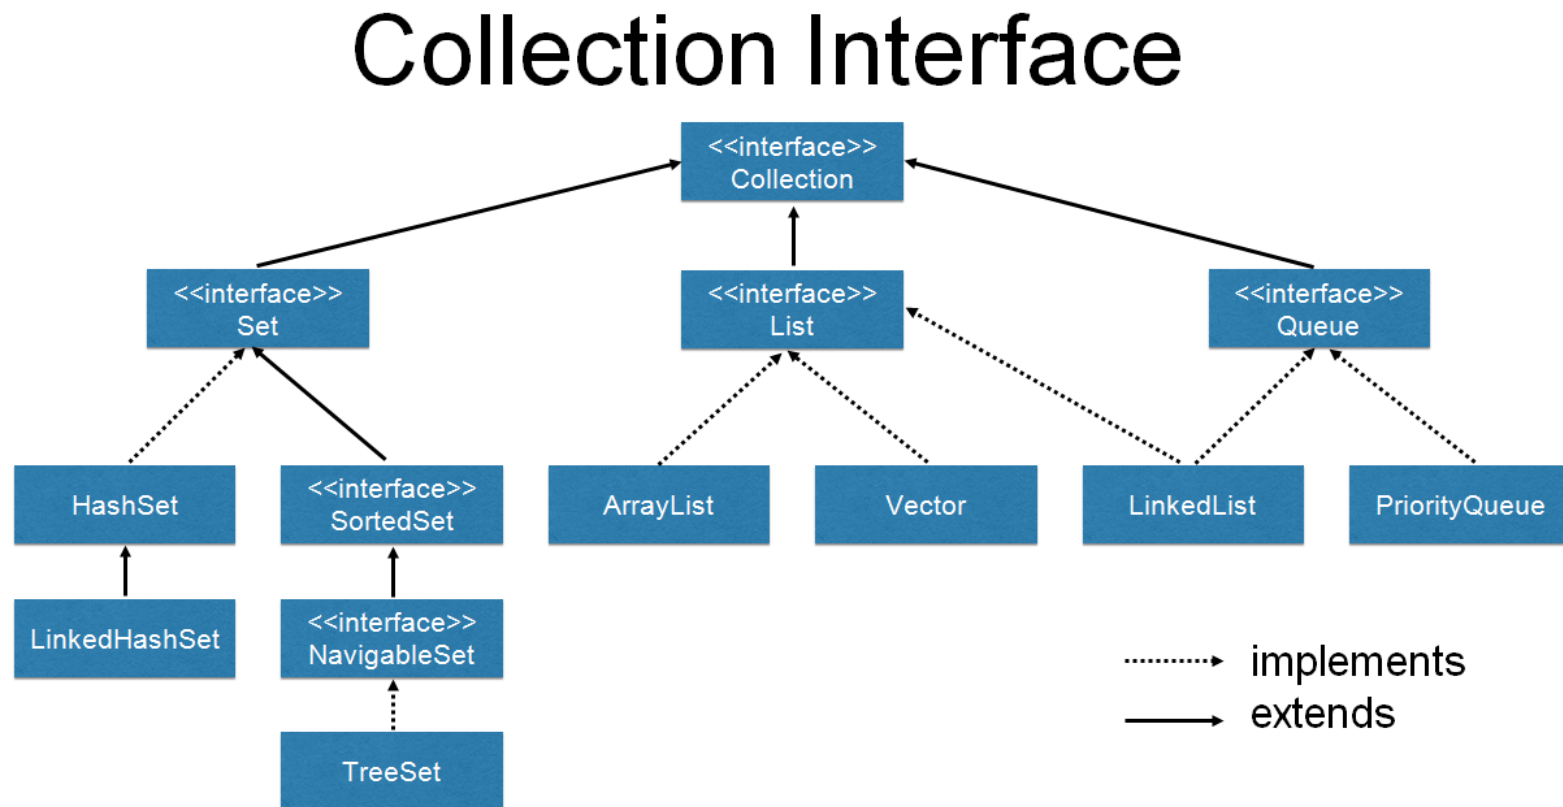 Collection Interface
<<interface>>
Collection
<<interface>>
Set
<<interface>>
List
<<interface>>
Queue
HashSet
<<interface>>
SortedSet
ArrayList
Vector
LinkedList
PriorityQueue
LinkedHashSet
<<interface>>
NavigableSet
implements
extends
TreeSet